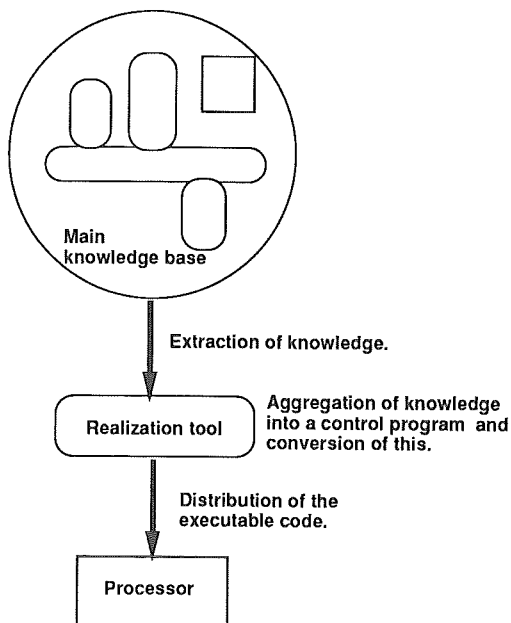 Main
knowledge base
Extraction of knowledge.
Realization tool
Aggregation of knowledge
into a control program and
conversion of this.
Distribution of the
executable code.
Processor